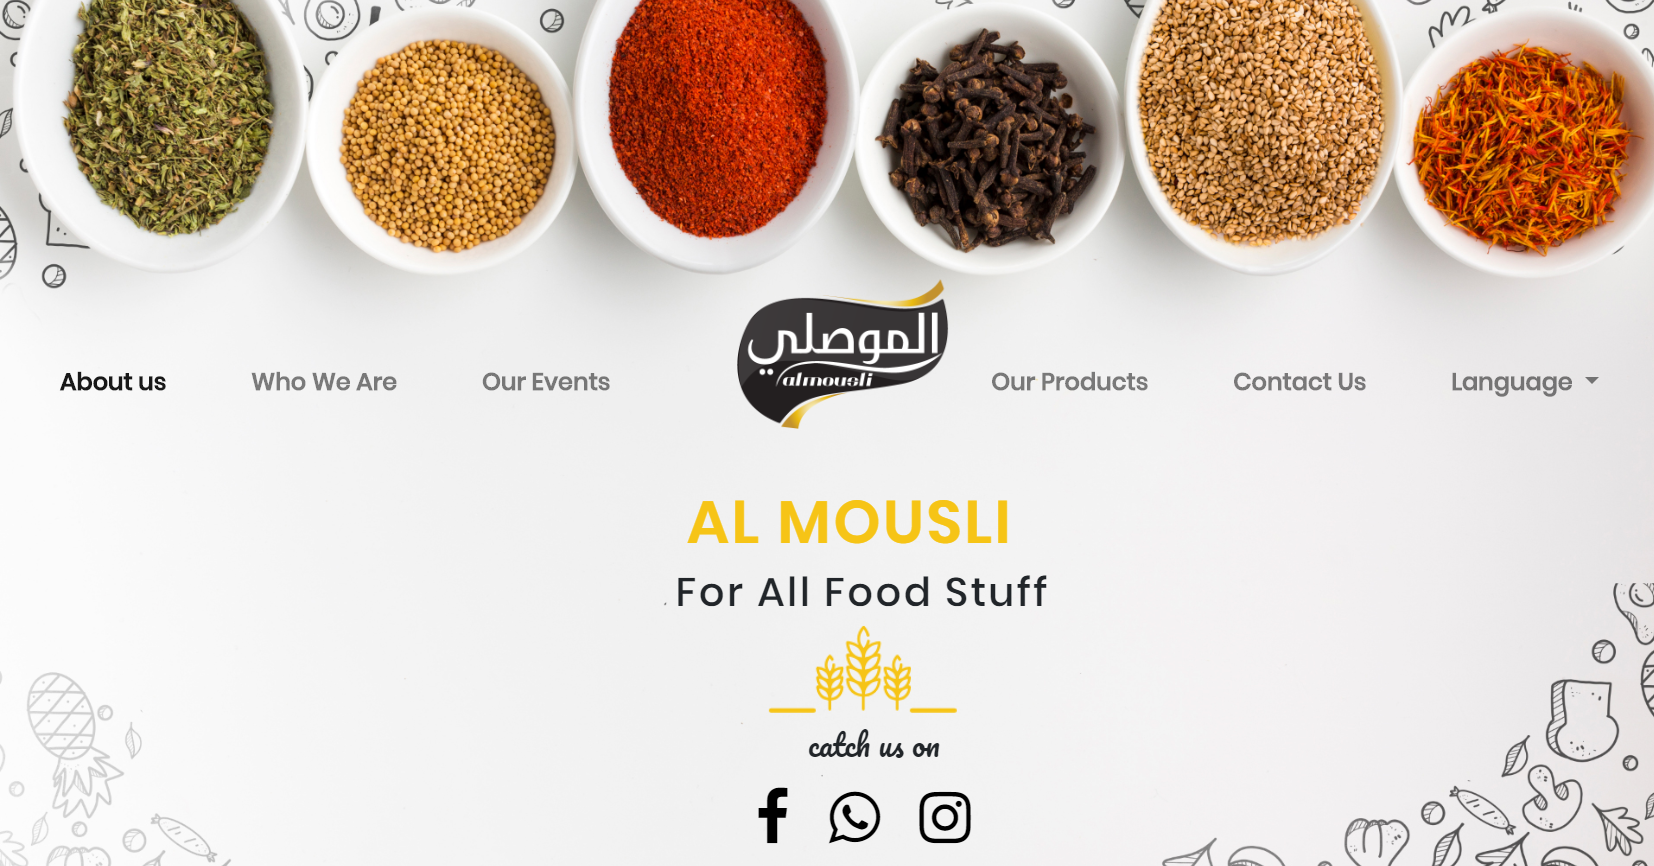 الموصلي
almousli
About us
Who We Are
Our Events
Our Products
Contact Us
Language
AL MOUSLI
For All Food Stuff
catch us on